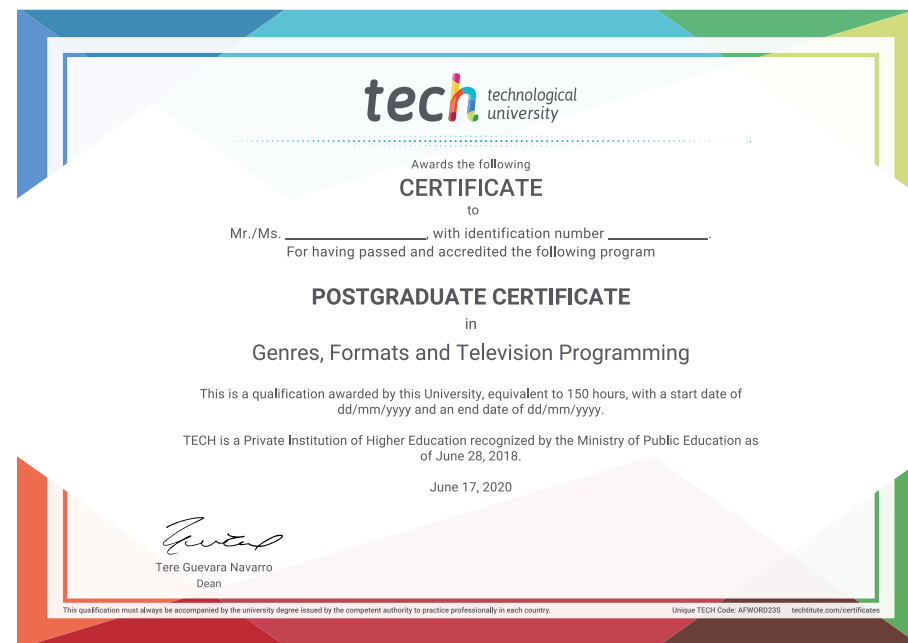 tech technological
university
Awards the following
CERTIFICATE
to
Mr./Ms. ____________________, with identification number ______________.
For having passed and accredited the following program
POSTGRADUATE CERTIFICATE
in
Genres, Formats and Television Programming
This is a qualification awarded by this University, equivalent to 150 hours, with a start date of
dd/mm/yyyy and an end date of dd/mm/yyyy.
TECH is a Private Institution of Higher Education recognized by the Ministry of Public Education as
of June 28, 2018.
June 17, 2020
Tere Guevara Navarro
Dean
This qualification must always be accompanied by the university degree issued by the competent authority to practice professionally in each country. Unique TECH Code: AFWORD23S techtitute.com/certificates